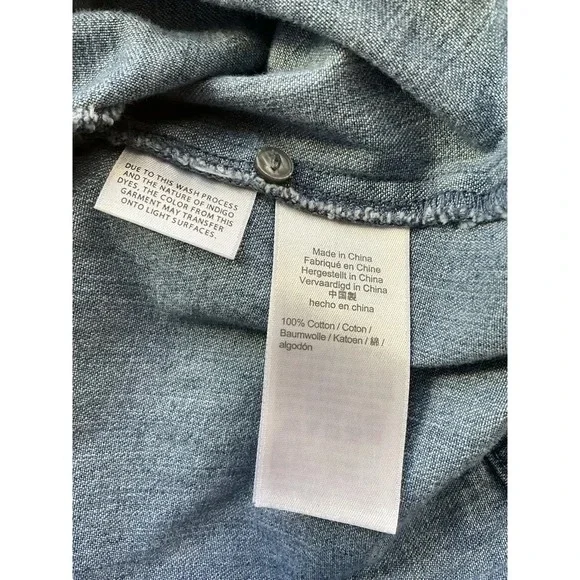 DUE TO THIS WASH PROCESS
AND THE NATURE OF INDIGO
DYES, THE COLOR FROM THIS
GARMENT MAY TRANSFER
ONTO LIGHT SURFACES.
Made in China
Fabriqué en Chine
Hergestellt in China
Vervaardigd in China
中国製
hecho en china
100% Cotton / Coton /
Baumwolle / Katoen / 綿 /
algodón